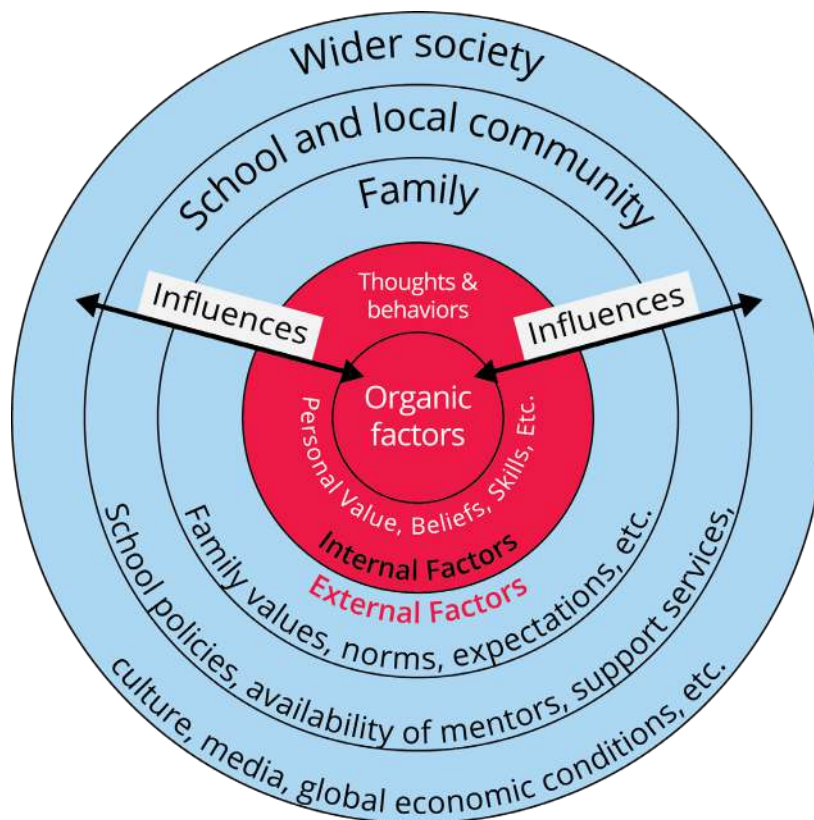 Wider society
School and local community
Family
Thoughts &
behaviors
Influences
Influences
Organic
factors
Personal Value, Beliefs, Skills, Etc.
Internal Factors
External Factors
Family values, norms, expectations, etc.
School policies, availability of mentors, support services,
culture, media, global economic conditions, etc.